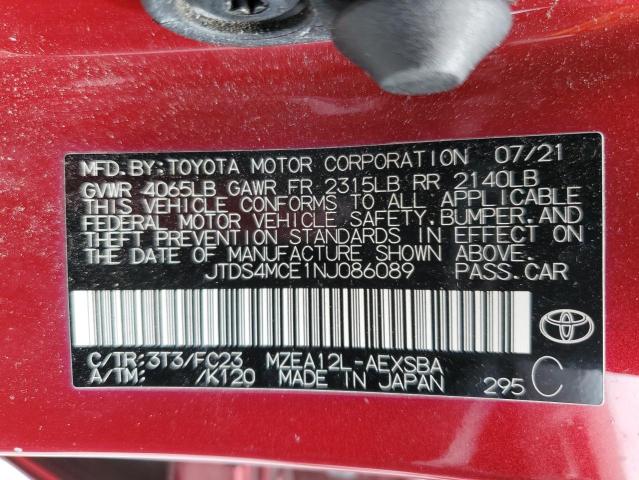 MFD.BY:TOYOTA MOTOR CORPORATION 07/21
GVWR 4065LB GAWR FR 2315LB RR 2140LB
THIS VEHICLE CONFORMS TO ALL APPLICABLE
FEDERAL MOTOR VEHICLE SAFETY,BUMPER,AND
THEFT PREVENTION STANDARDS IN EFFECT ON
THE DATE OF MANUFACTURE SHOWN ABOVE.
JTDS4MCE1NJ086089 PASS.CAR
C/TR:3T3/FC23 MZEA12L-AEXSBA
A/TM: /K120 MADE IN JAPAN 295 C